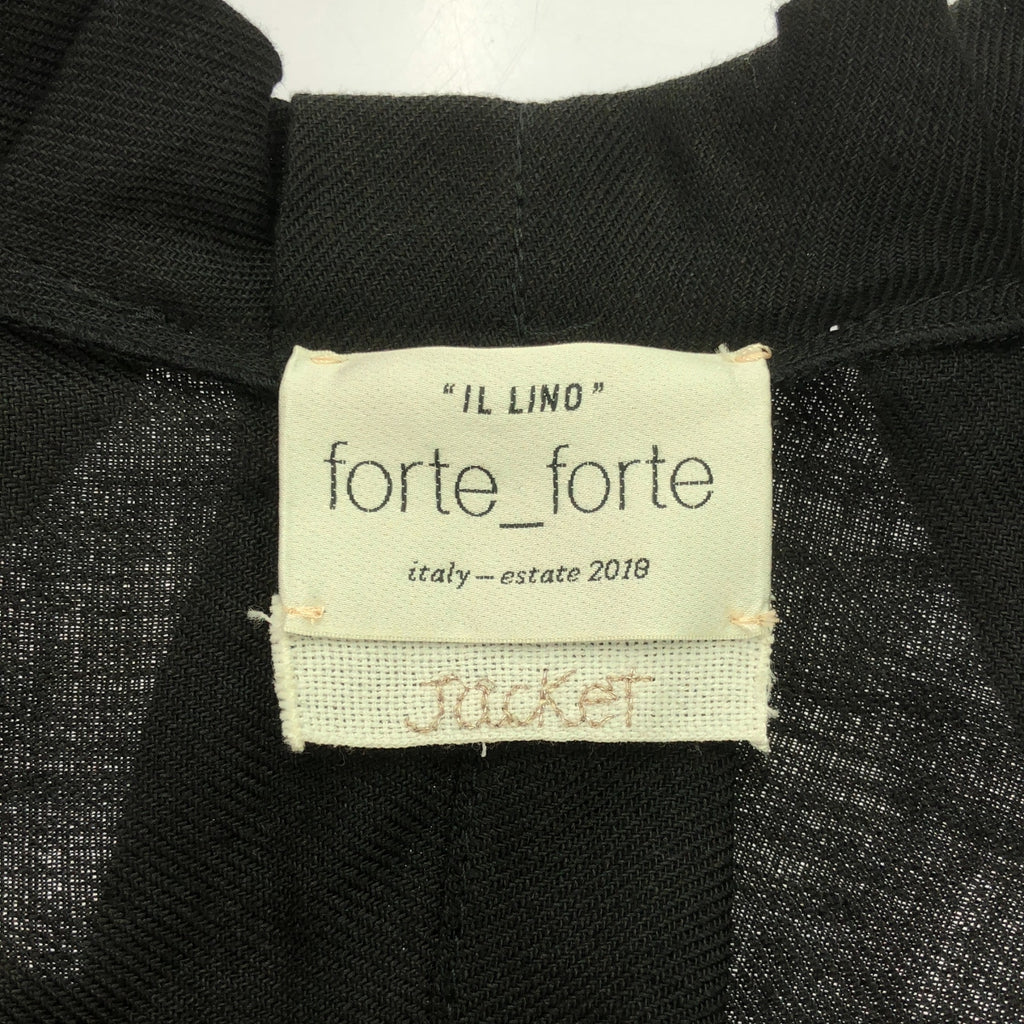 “IL LINO”
forte_forte
italy – estate 2018
JacKeT